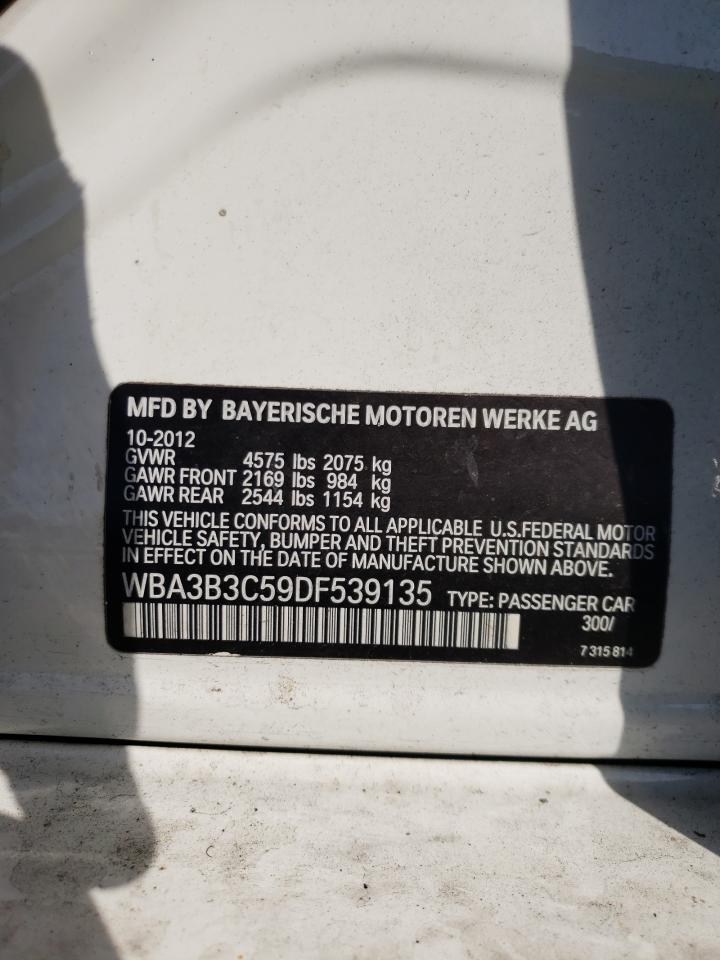 MFD BY BAYERISCHE MOTOREN WERKE AG
10-2012
GVWR 4575 lbs 2075 kg
GAWR FRONT 2169 lbs 984 kg
GAWR REAR 2544 lbs 1154 kg
THIS VEHICLE CONFORMS TO ALL APPLICABLE U.S.FEDERAL MOTOR
VEHICLE SAFETY, BUMPER AND THEFT PREVENTION STANDARDS
IN EFFECT ON THE DATE OF MANUFACTURE SHOWN ABOVE.
WBA3B3C59DF539135 TYPE: PASSENGER CAR
300/
7 315 814